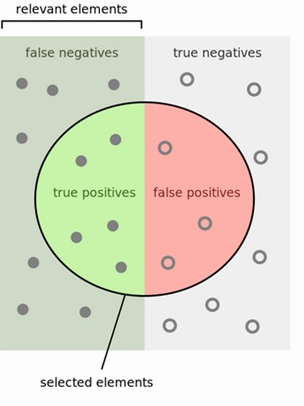 relevant elements
false negatives
true negatives
true positives
false positives
selected elements